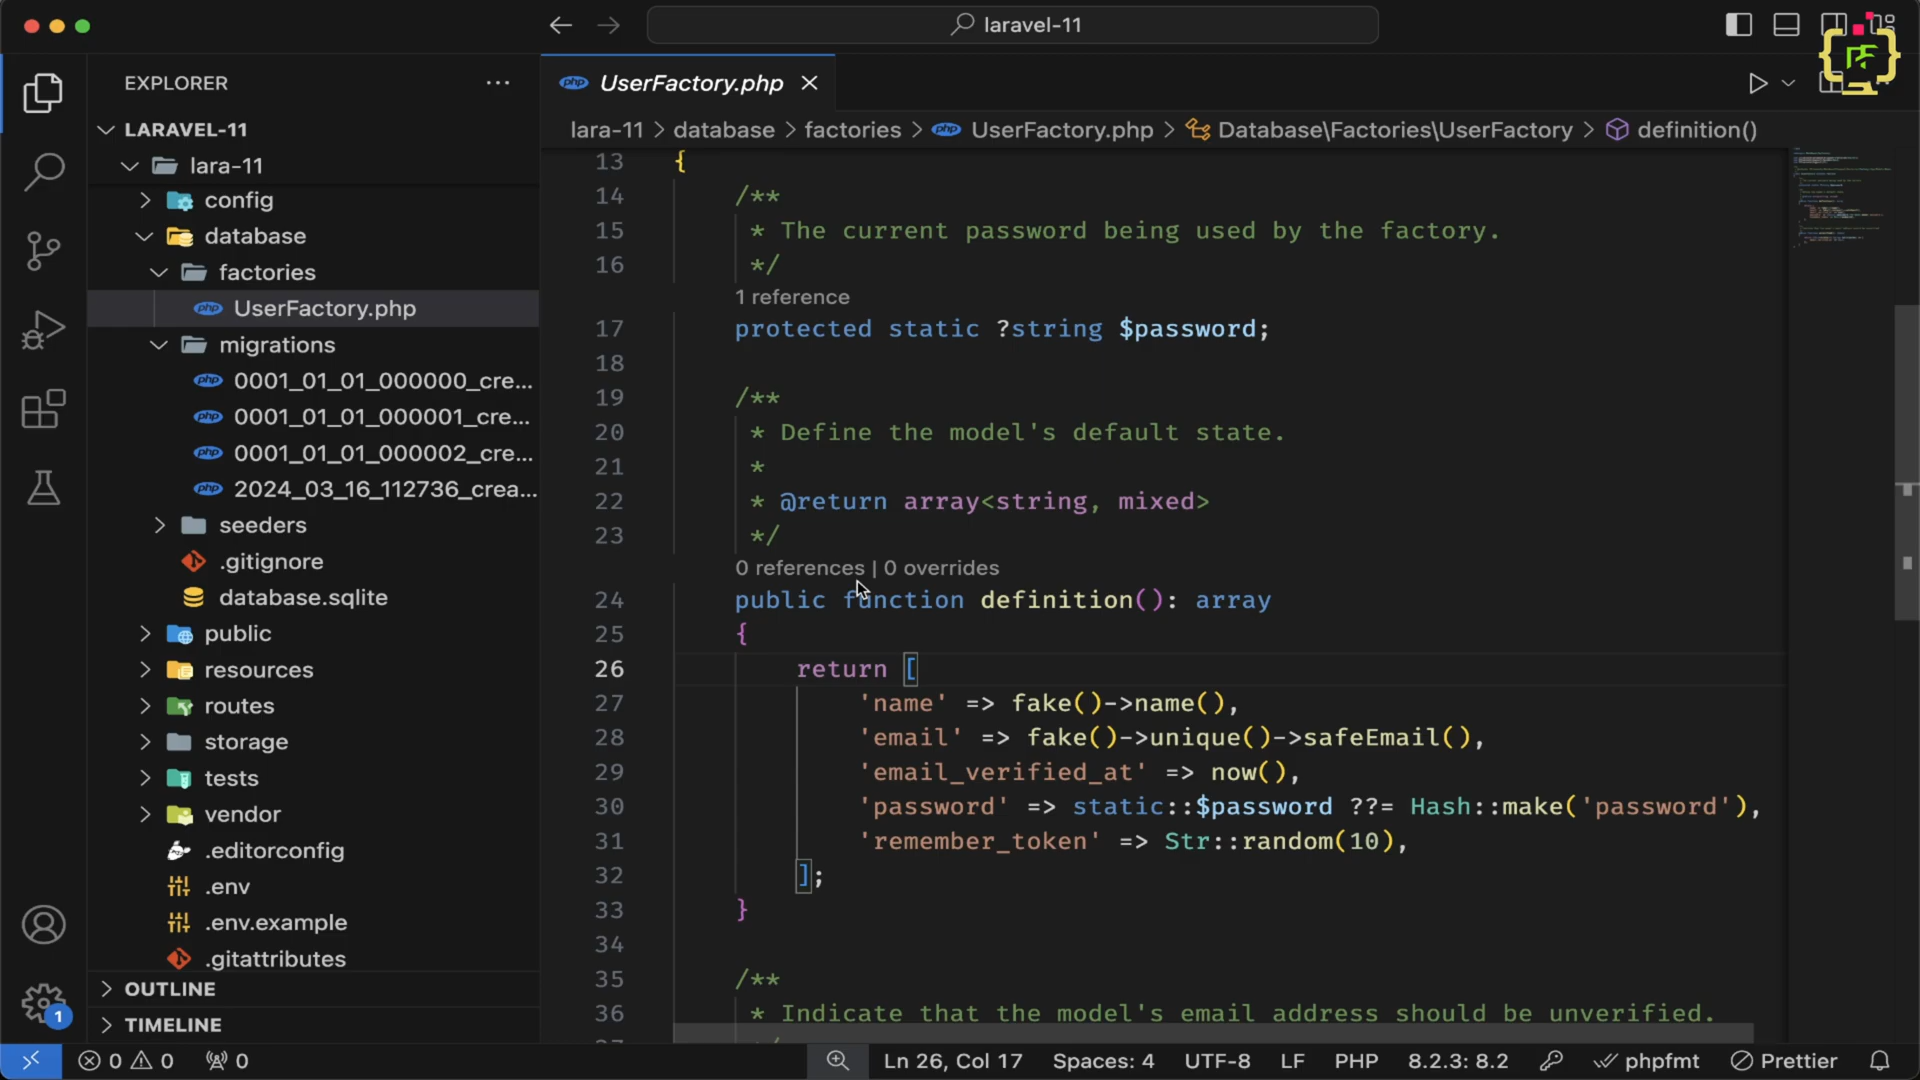 laravel-11
EXPLORER
LARAVEL-11
lara-11
config
database
factories
UserFactory.php
migrations
0001_01_01_000000_cre...
0001_01_01_000001_cre...
0001_01_01_000002_cre...
2024_03_16_112736_crea...
seeders
.gitignore
database.sqlite
public
resources
routes
storage
tests
vendor
.editorconfig
.env
.env.example
.gitattributes
OUTLINE
TIMELINE
1
php UserFactory.php
lara-11 > database > factories > php UserFactory.php > Database\Factories\UserFactory > definition()
13 {
14 /**
15 * The current password being used by the factory.
16 */
1 reference
17 protected static ?string $password;
18
19 /**
20 * Define the model's default state.
21 *
22 * @return array<string, mixed>
23 */
0 references | 0 overrides
24 public function definition(): array
25 {
26 return [
27 'name' => fake()->name(),
28 'email' => fake()->unique()->safeEmail(),
29 'email_verified_at' => now(),
30 'password' => static::$password ??= Hash::make('password'),
31 'remember_token' => Str::random(10),
32 ];
33 }
34
35 /**
36 * Indicate that the model's email address should be unverified.
0 0 0 Ln 26, Col 17 Spaces: 4 UTF-8 LF PHP 8.2.3: 8.2 phpfmt Prettier